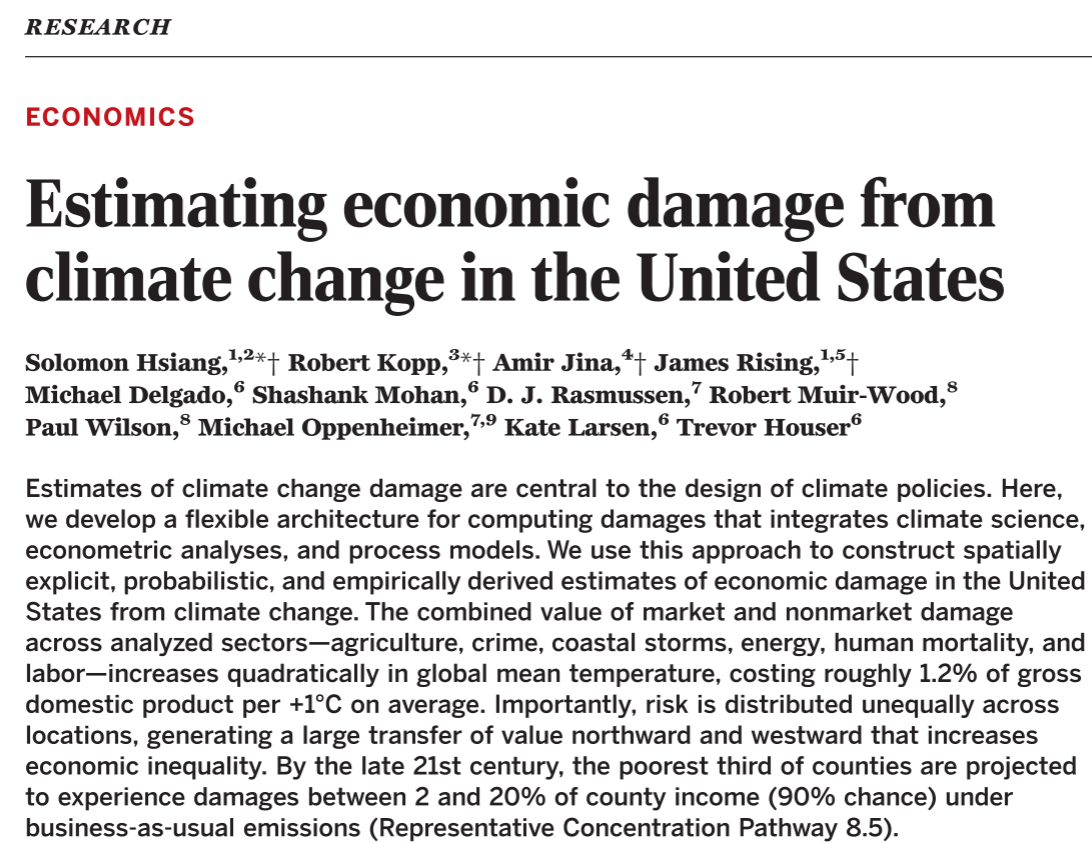 RESEARCH
ECONOMICS
Estimating economic damage from
climate change in the United States
Solomon Hsiang,1,2*† Robert Kopp,3*† Amir Jina,4† James Rising,1,5†
Michael Delgado,6 Shashank Mohan,6 D. J. Rasmussen,7 Robert Muir-Wood,8
Paul Wilson,8 Michael Oppenheimer,7,9 Kate Larsen,6 Trevor Houser6
Estimates of climate change damage are central to the design of climate policies. Here,
we develop a flexible architecture for computing damages that integrates climate science,
econometric analyses, and process models. We use this approach to construct spatially
explicit, probabilistic, and empirically derived estimates of economic damage in the United
States from climate change. The combined value of market and nonmarket damage
across analyzed sectors—agriculture, crime, coastal storms, energy, human mortality, and
labor—increases quadratically in global mean temperature, costing roughly 1.2% of gross
domestic product per +1°C on average. Importantly, risk is distributed unequally across
locations, generating a large transfer of value northward and westward that increases
economic inequality. By the late 21st century, the poorest third of counties are projected
to experience damages between 2 and 20% of county income (90% chance) under
business-as-usual emissions (Representative Concentration Pathway 8.5).